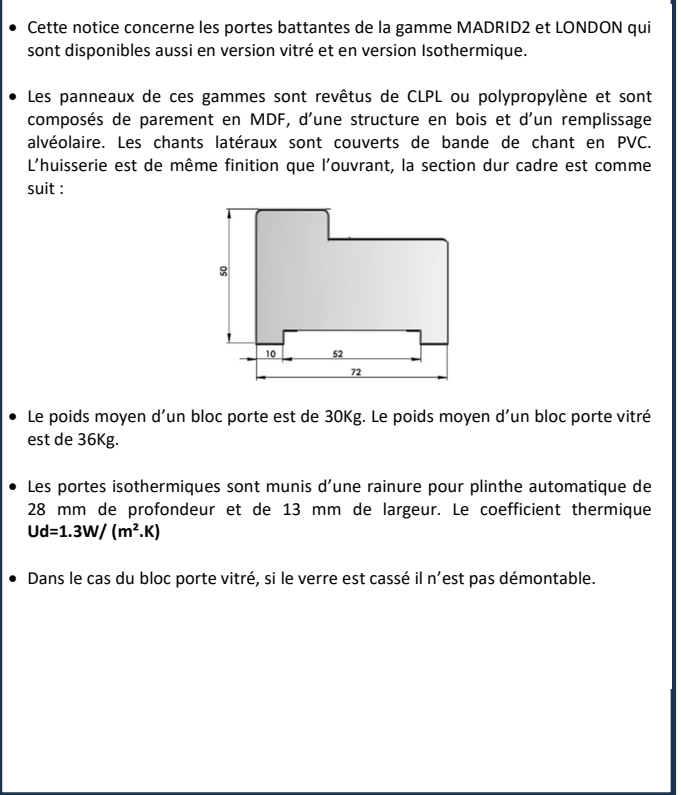 • Cette notice concerne les portes battantes de la gamme MADRID2 et LONDON qui
sont disponibles aussi en version vitré et en version Isothermique.
• Les panneaux de ces gammes sont revêtus de CLPL ou polypropylène et sont
composés de parement en MDF, d’une structure en bois et d’un remplissage
alvéolaire. Les chants latéraux sont couverts de bande de chant en PVC.
L’huisserie est de même finition que l’ouvrant, la section dur cadre est comme
suit :
50
10 52
72
• Le poids moyen d’un bloc porte est de 30Kg. Le poids moyen d’un bloc porte vitré
est de 36Kg.
• Les portes isothermiques sont munis d’une rainure pour plinthe automatique de
28 mm de profondeur et de 13 mm de largeur. Le coefficient thermique
Ud=1.3W/ (m².K)
• Dans le cas du bloc porte vitré, si le verre est cassé il n’est pas démontable.